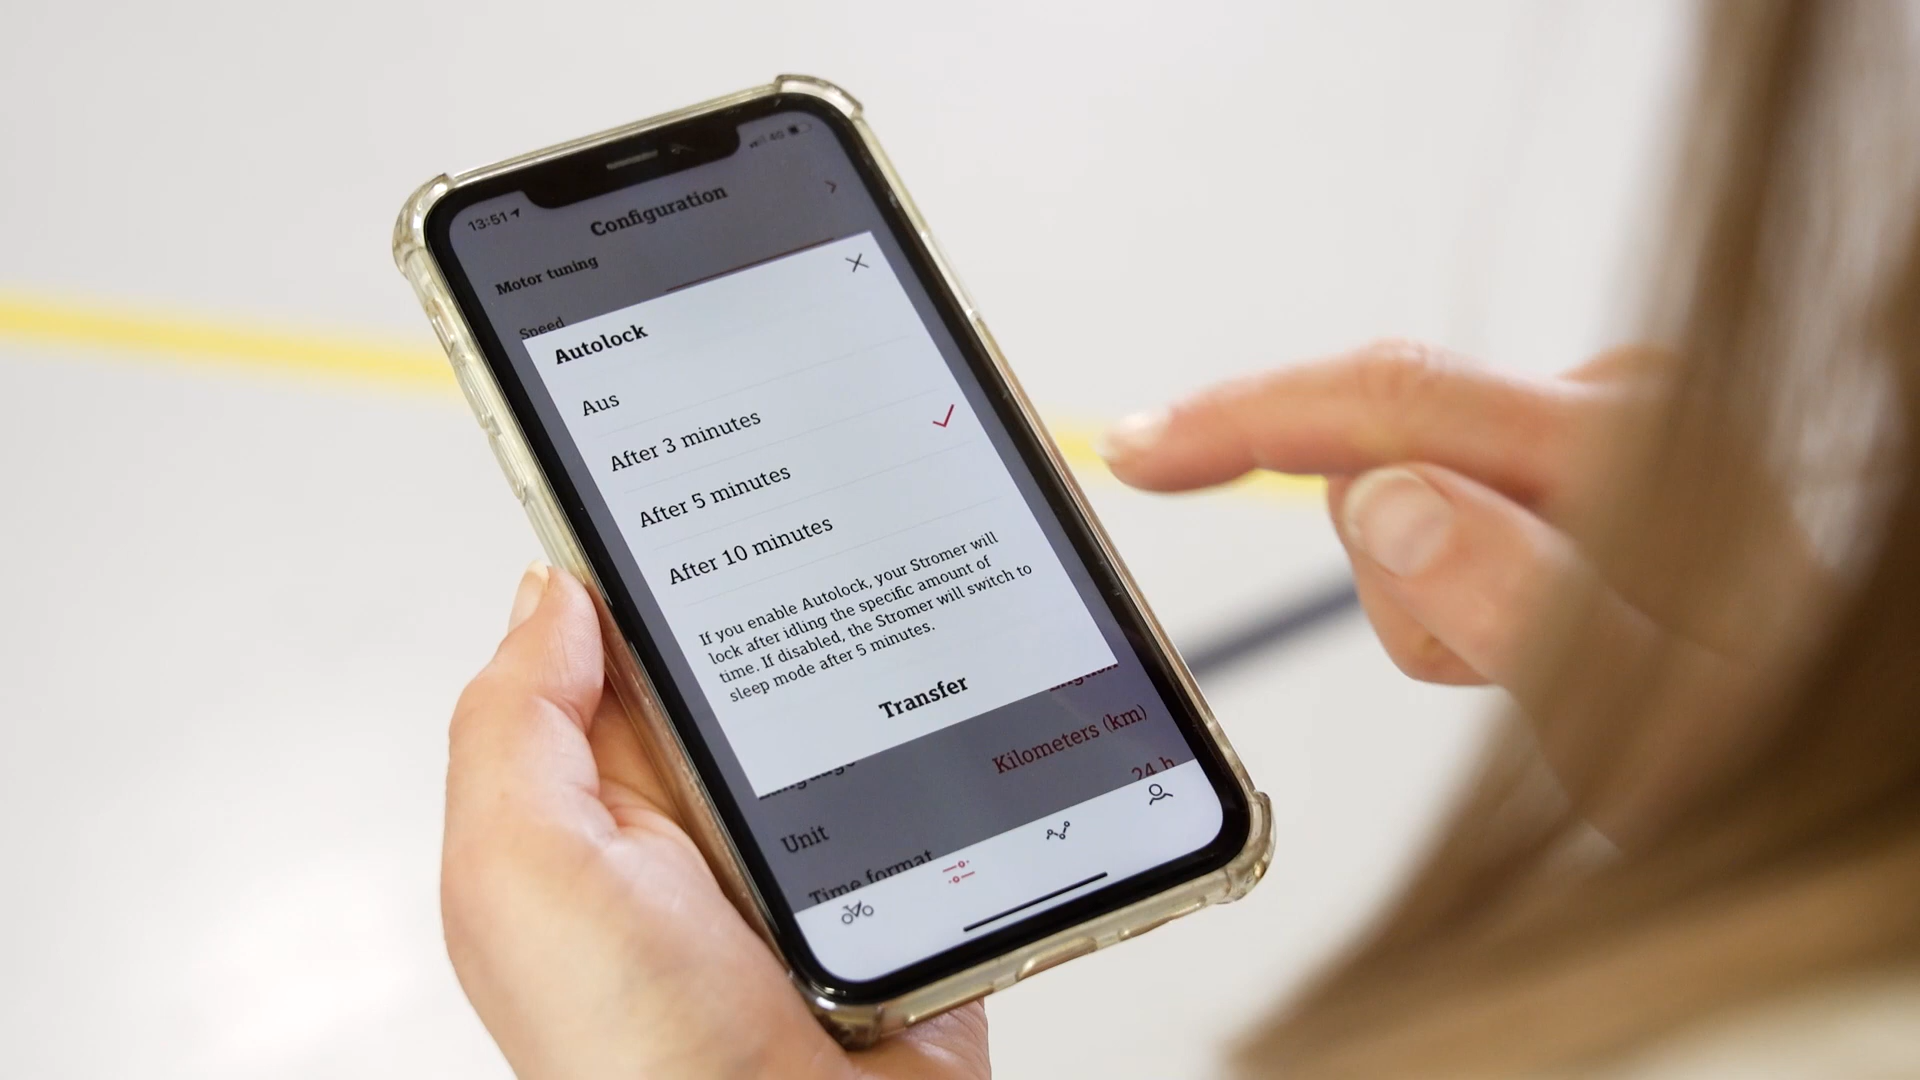 13:51
4G
Configuration
Motor tuning
Speed
Autolock
Aus
After 3 minutes
After 5 minutes
After 10 minutes
If you enable Autolock, your Stromer will
lock after idling the specific amount of
time. If disabled, the Stromer will switch to
sleep mode after 5 minutes.
Transfer
English
Language
Kilometers (km)
Unit
24 h
Time format